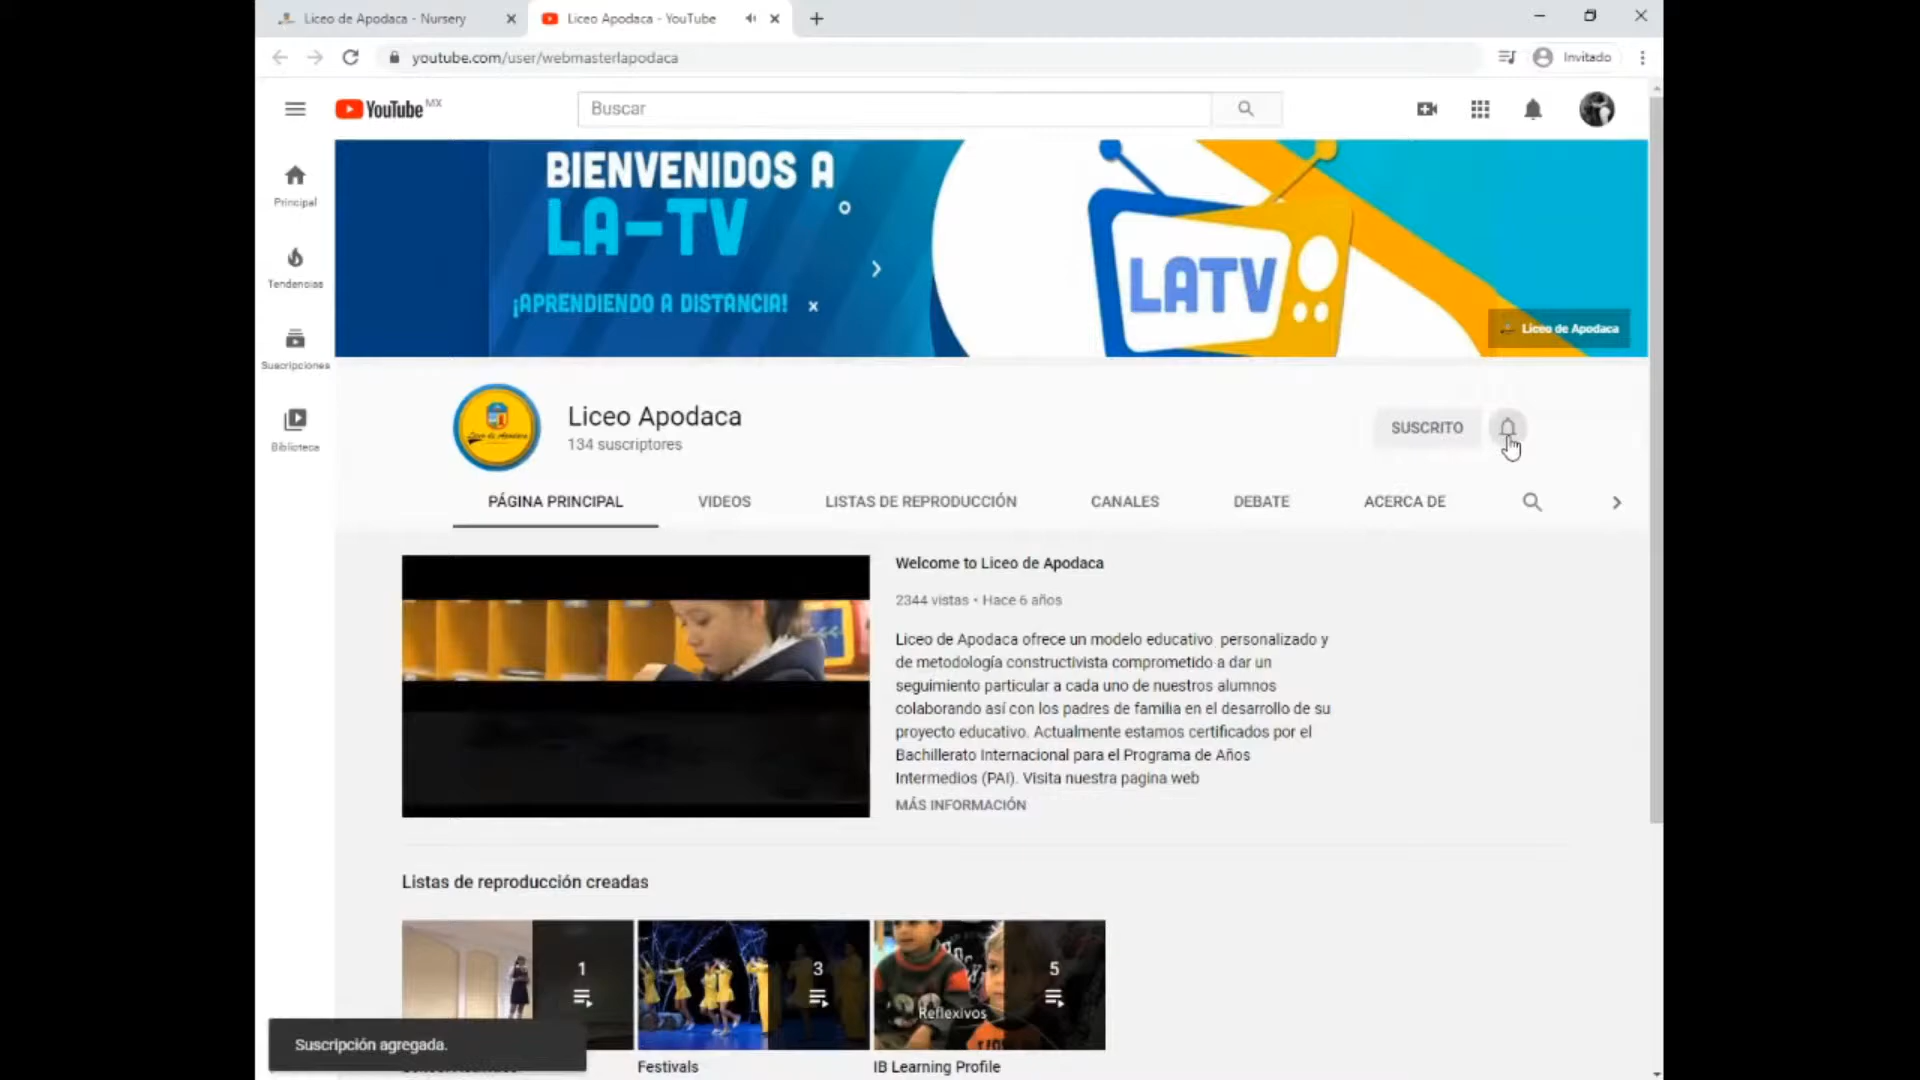 Liceo de Apodaca - Nursery
Liceo Apodaca - YouTube
youtube.com/user/webmasterlapodaca
Invitado
YouTube MX
Buscar
Principal
Tendencias
Suscripciones
Biblioteca
BIENVENIDOS A
LA-TV
¡APRENDIENDO A DISTANCIA!
LATV
Liceo de Apodaca
Liceo de Apodaca
Liceo Apodaca
134 suscriptores
SUSCRITO
PÁGINA PRINCIPAL
VIDEOS
LISTAS DE REPRODUCCIÓN
CANALES
DEBATE
ACERCA DE
Welcome to Liceo de Apodaca
2344 vistas • Hace 6 años
Liceo de Apodaca ofrece un modelo educativo personalizado y
de metodología constructivista comprometido a dar un
seguimiento particular a cada uno de nuestros alumnos
colaborando así con los padres de familia en el desarrollo de su
proyecto educativo. Actualmente estamos certificados por el
Bachillerato Internacional para el Programa de Años
Intermedios (PAI). Visita nuestra pagina web
MÁS INFORMACIÓN
Listas de reproducción creadas
1
3
5
Reflexivos
Suscripción agregada.
Festivals
IB Learning Profile